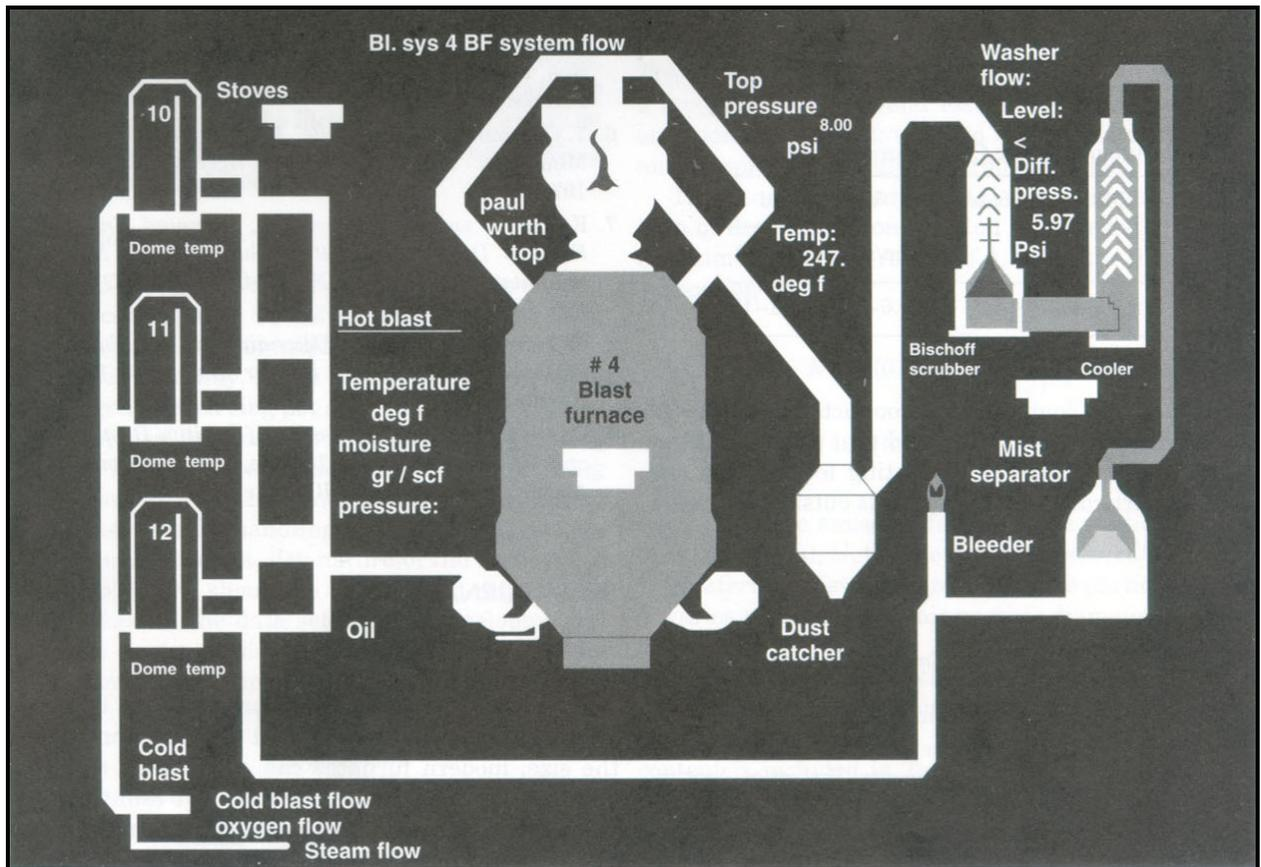 Bl. sys 4 BF system flow
Stoves
10
Dome temp
11
Dome temp
12
Dome temp
Hot blast
Temperature
deg f
moisture
gr / scf
pressure:
Oil
paul
wurth
top
# 4
Blast
furnace
Top
pressure
8.00
psi
Temp:
247.
deg f
Washer
flow:
Level:
<
Diff.
press.
5.97
Psi
Bischoff
scrubber
Cooler
Mist
separator
Bleeder
Dust
catcher
Cold
blast
Cold blast flow
oxygen flow
Steam flow